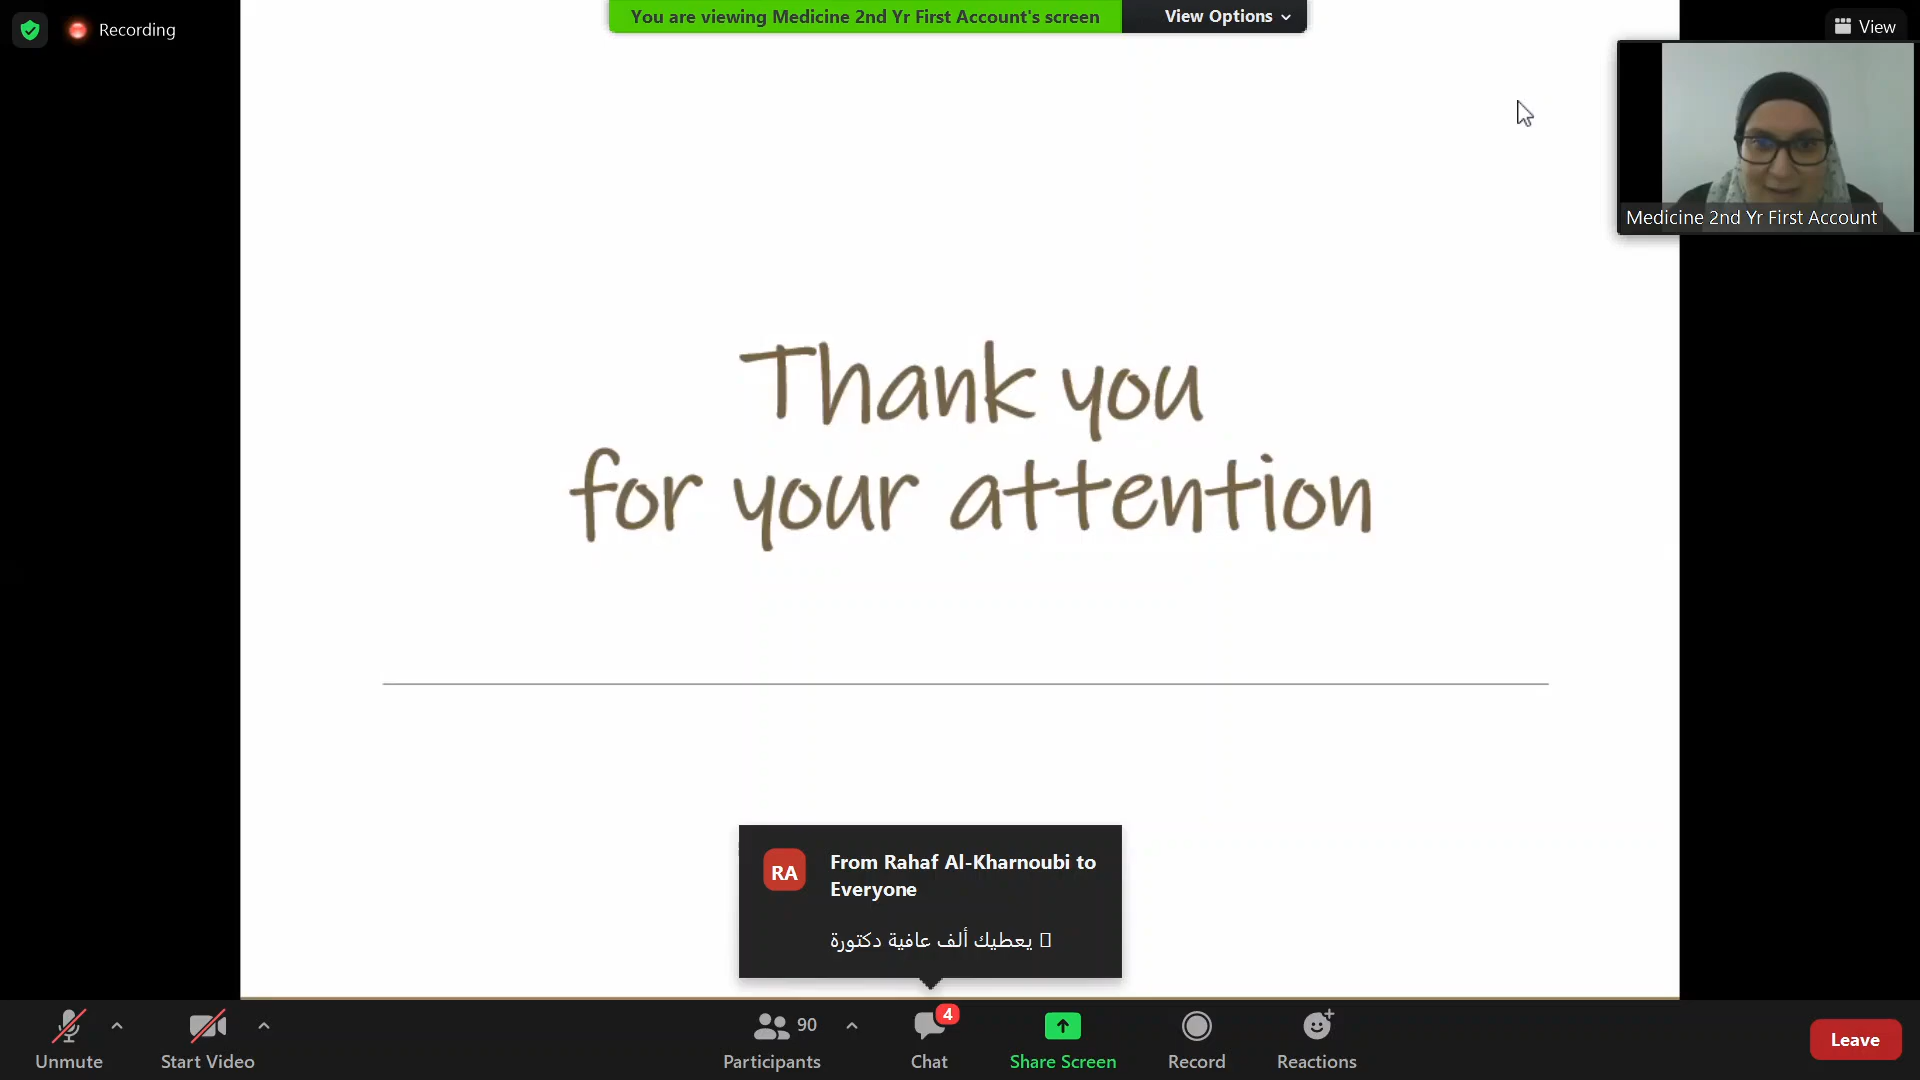 Recording
You are viewing Medicine 2nd Yr First Account's screen
View Options
View
Medicine 2nd Yr First Account
Thank you
for your attention
RA
From Rahaf Al-Kharnoubi to
Everyone
يعطيك ألف عافية دكتورة
Unmute
Start Video
90
Participants
4
Chat
Share Screen
Record
Reactions
Leave